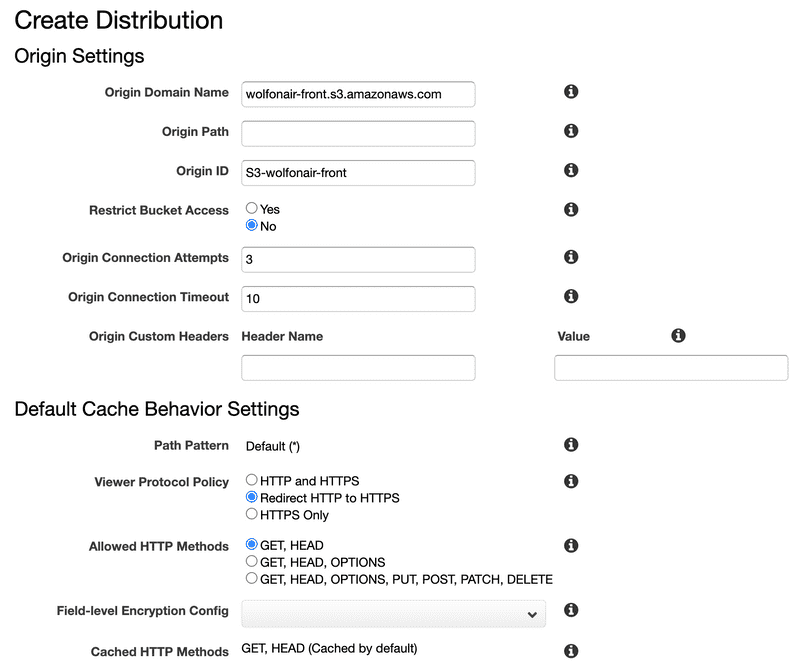 Create Distribution
Origin Settings
Origin Domain Name wolfonair-front.s3.amazonaws.com
Origin Path
Origin ID S3-wolfonair-front
Restrict Bucket Access Yes
No
Origin Connection Attempts 3
Origin Connection Timeout 10
Origin Custom Headers Header Name Value
Default Cache Behavior Settings
Path Pattern Default (*)
Viewer Protocol Policy HTTP and HTTPS
Redirect HTTP to HTTPS
HTTPS Only
Allowed HTTP Methods GET, HEAD
GET, HEAD, OPTIONS
GET, HEAD, OPTIONS, PUT, POST, PATCH, DELETE
Field-level Encryption Config
Cached HTTP Methods GET, HEAD (Cached by default)